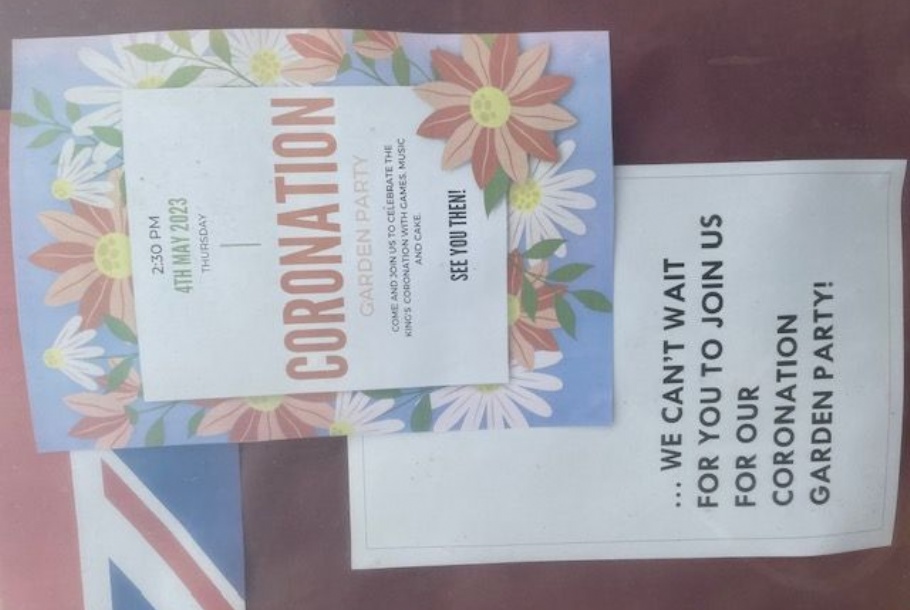 2:30 PM
4TH MAY 2023
THURSDAY
CORONATION
GARDEN PARTY
COME AND JOIN US TO CELEBRATE THE
KING'S CORONATION WITH GAMES, MUSIC
AND CAKE.
SEE YOU THEN!
... WE CAN'T WAIT
FOR YOU TO JOIN US
FOR OUR
CORONATION
GARDEN PARTY!